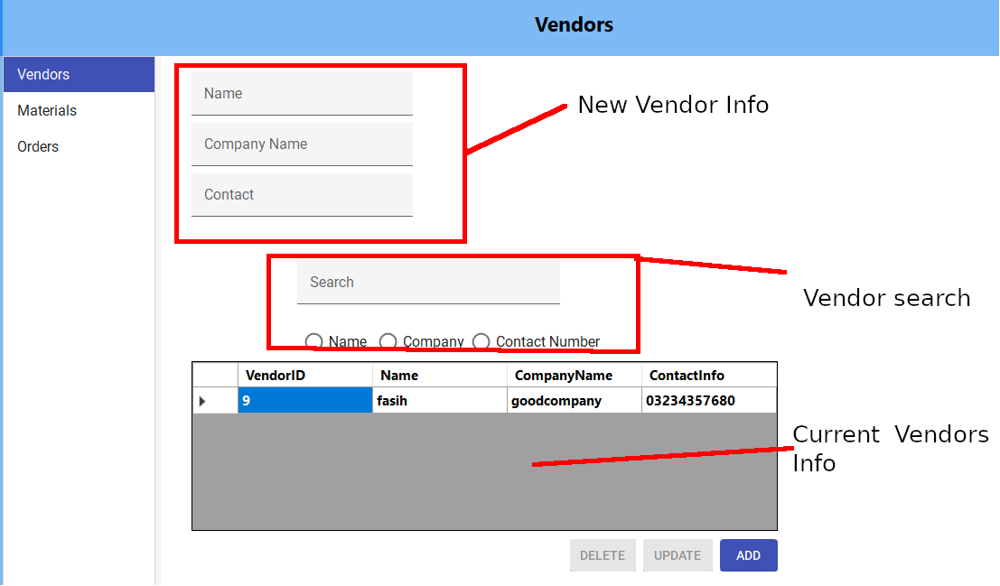 Vendors
Vendors
Materials
Orders
Name
Company Name
Contact
New Vendor Info
Search
Vendor search
Name Company Contact Number
VendorID Name CompanyName ContactInfo
9 fasih goodcompany 03234357680
Current Vendors
Info
DELETE UPDATE ADD